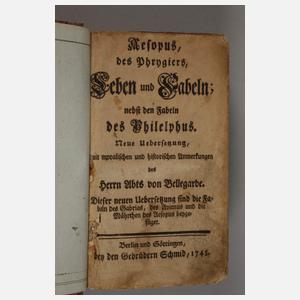 Aesopus,
des Phrygiers,
Leben und Fabeln;
nebst den Fabeln
des Philelphus.
Neue Uebersetzung,
mit moralischen und historischen Anmerkungen
des
Herrn Abts von Bellegarde.
Dieser neuen Uebersetzung sind die Fa-
beln des Gabrias, des Avienus und die
Mährchen des Aesopus beyge-
füget.
Berlin und Göttingen,
bey den Gebrüdern Schmid,